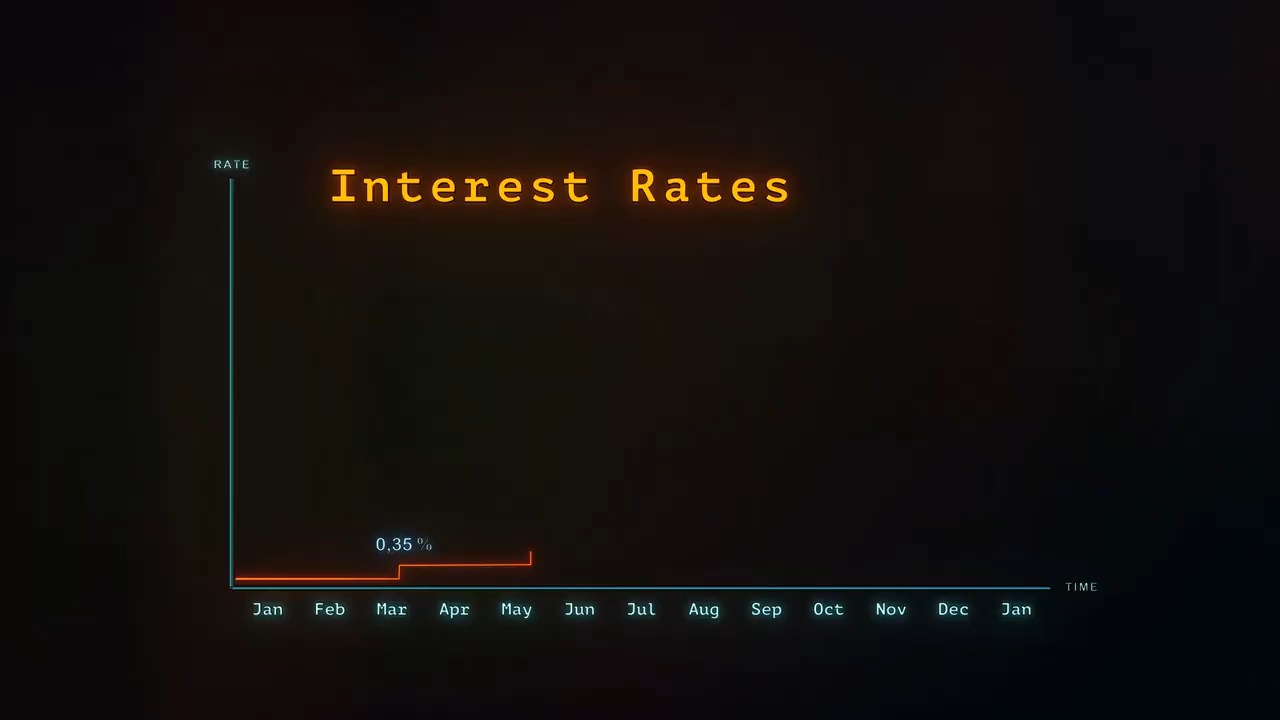 RATE
Interest Rates
0,35 %
TIME
Jan Feb Mar Apr May Jun Jul Aug Sep Oct Nov Dec Jan